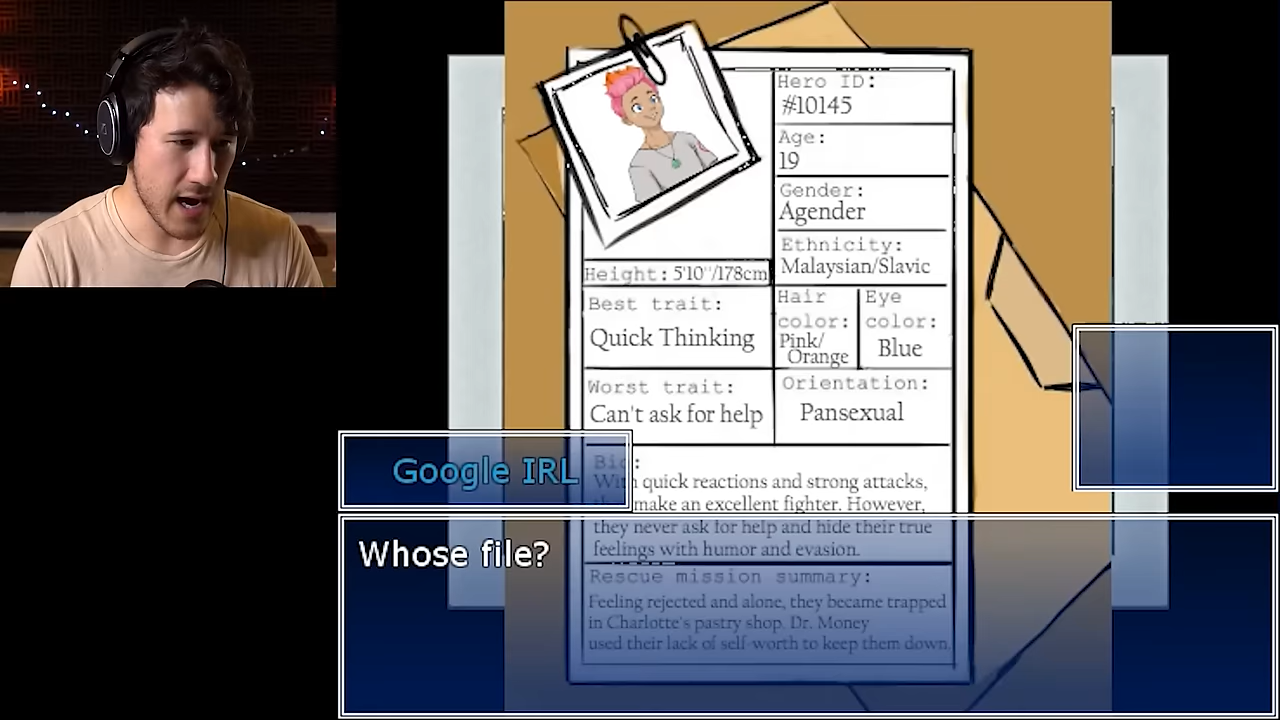 Hero ID:
#10145
Age:
19
Gender:
Agender
Ethnicity:
Malaysian/Slavic
Height: 5'10"/178cm
Hair
color:
Pink/
Orange
Eye
color:
Blue
Best trait:
Quick Thinking
Worst trait:
Can't ask for help
Orientation:
Pansexual
Bio:
With quick reactions and strong attacks,
they make an excellent fighter. However,
they never ask for help and hide their true
feelings with humor and evasion.
Rescue mission summary:
Feeling rejected and alone, they became trapped
in Charlotte's pastry shop. Dr. Money
used their lack of self-worth to keep them down.
Google IRL
Whose file?